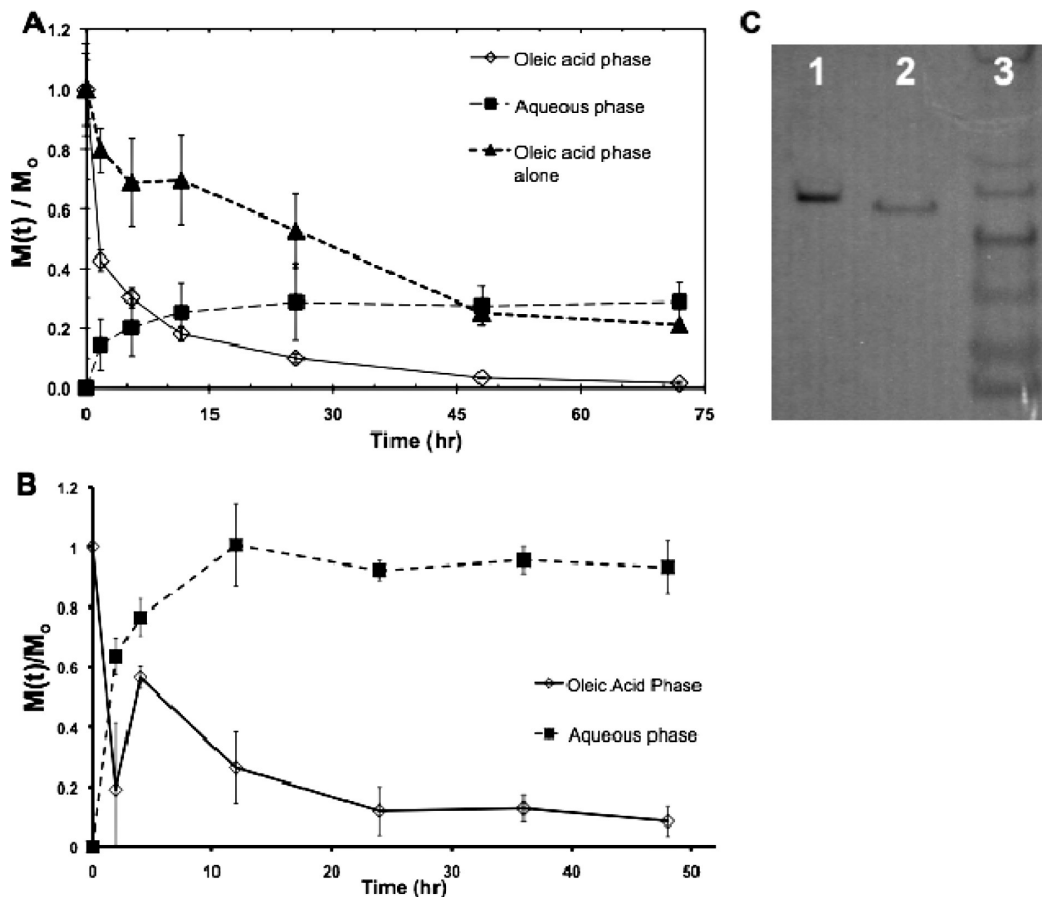 A
1.2
1.0
0.8
0.6
0.4
0.2
0.0
M(t) / Mo
0 15 30 45 60 75
Time (hr)
Oleic acid phase
Aqueous phase
Oleic acid phase
alone
C
1 2 3
B
1.2
1
0.8
0.6
0.4
0.2
0
M(t)/Mo
0 10 20 30 40 50
Time (hr)
Oleic Acid Phase
Aqueous phase